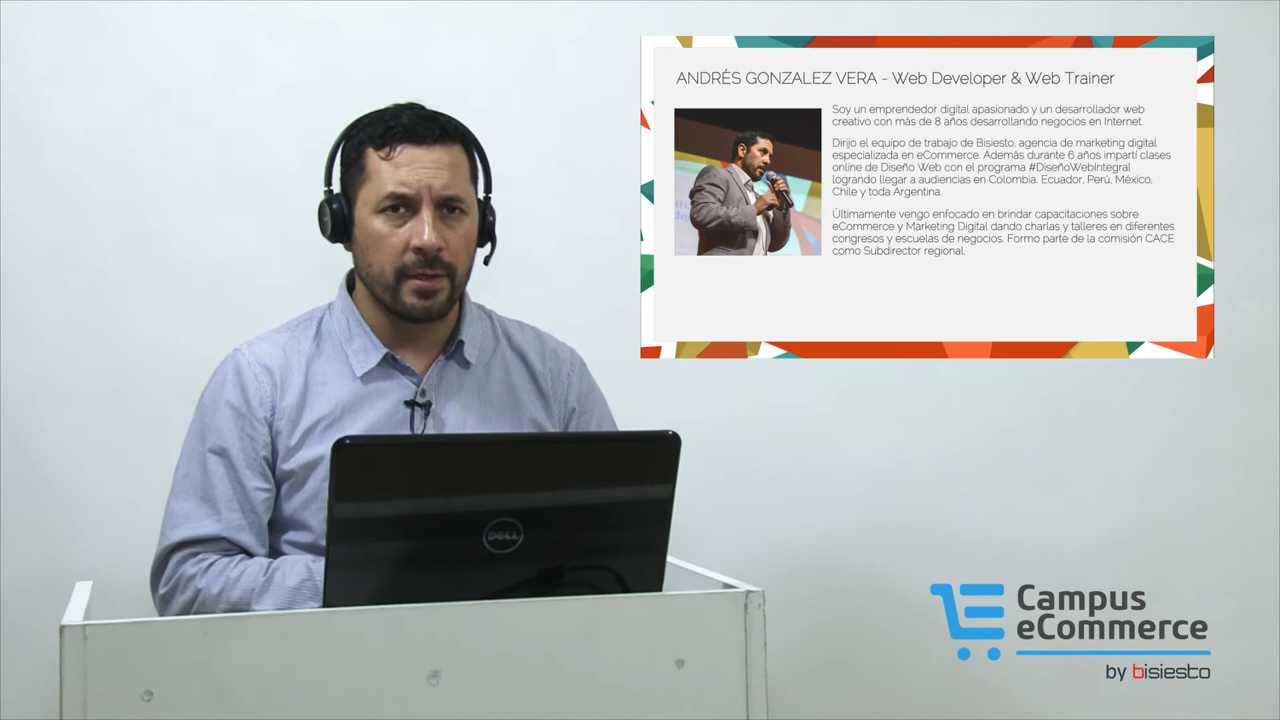 ANDRÉS GONZALEZ VERA - Web Developer & Web Trainer
Soy un emprendedor digital apasionado y un desarrollador web
creativo con màs de 8 años desarrollando negocios en Internet.
Dirijo el equipo de trabajo de Bisiesto, agencia de marketing digital
especializada en eCommerce. Además durante 6 años impartí clases
online de Diseño Web con el programa #DiseñoWebIntegral
logrando llegar a audiencias en Colombia, Ecuador, Perú, México,
Chile y toda Argentina.
Últimamente vengo enfocado en brindar capacitaciones sobre
eCommerce y Marketing Digital dando charlas y talleres en diferentes
congresos y escuelas de negocios. Formo parte de la comisión CACE
como Subdirector regional.
DELL
Campus
eCommerce
by bisiesto